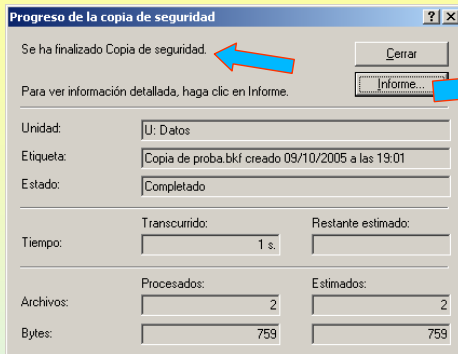 Progreso de la copia de seguridad
Se ha finalizado Copia de seguridad.
Cerrar
Para ver información detallada, haga clic en Informe.
Informe...
Unidad: U: Datos
Etiqueta: Copia de proba.bkf creado 09/10/2005 a las 19:01
Estado: Completado
Transcurrido: Restante estimado:
Tiempo: 1 s.
Procesados: Estimados:
Archivos: 2 2
Bytes: 759 759